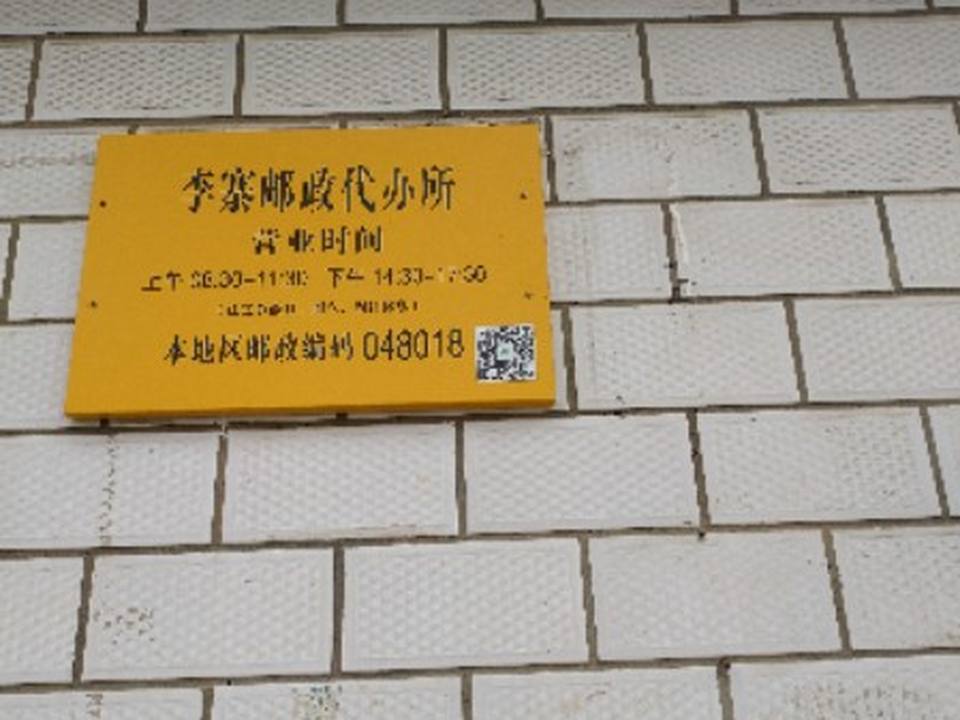 李寨邮政代办所
营业时间
上午 08:30-11:30 下午 14:30-17:30
本地区邮政编码 048018